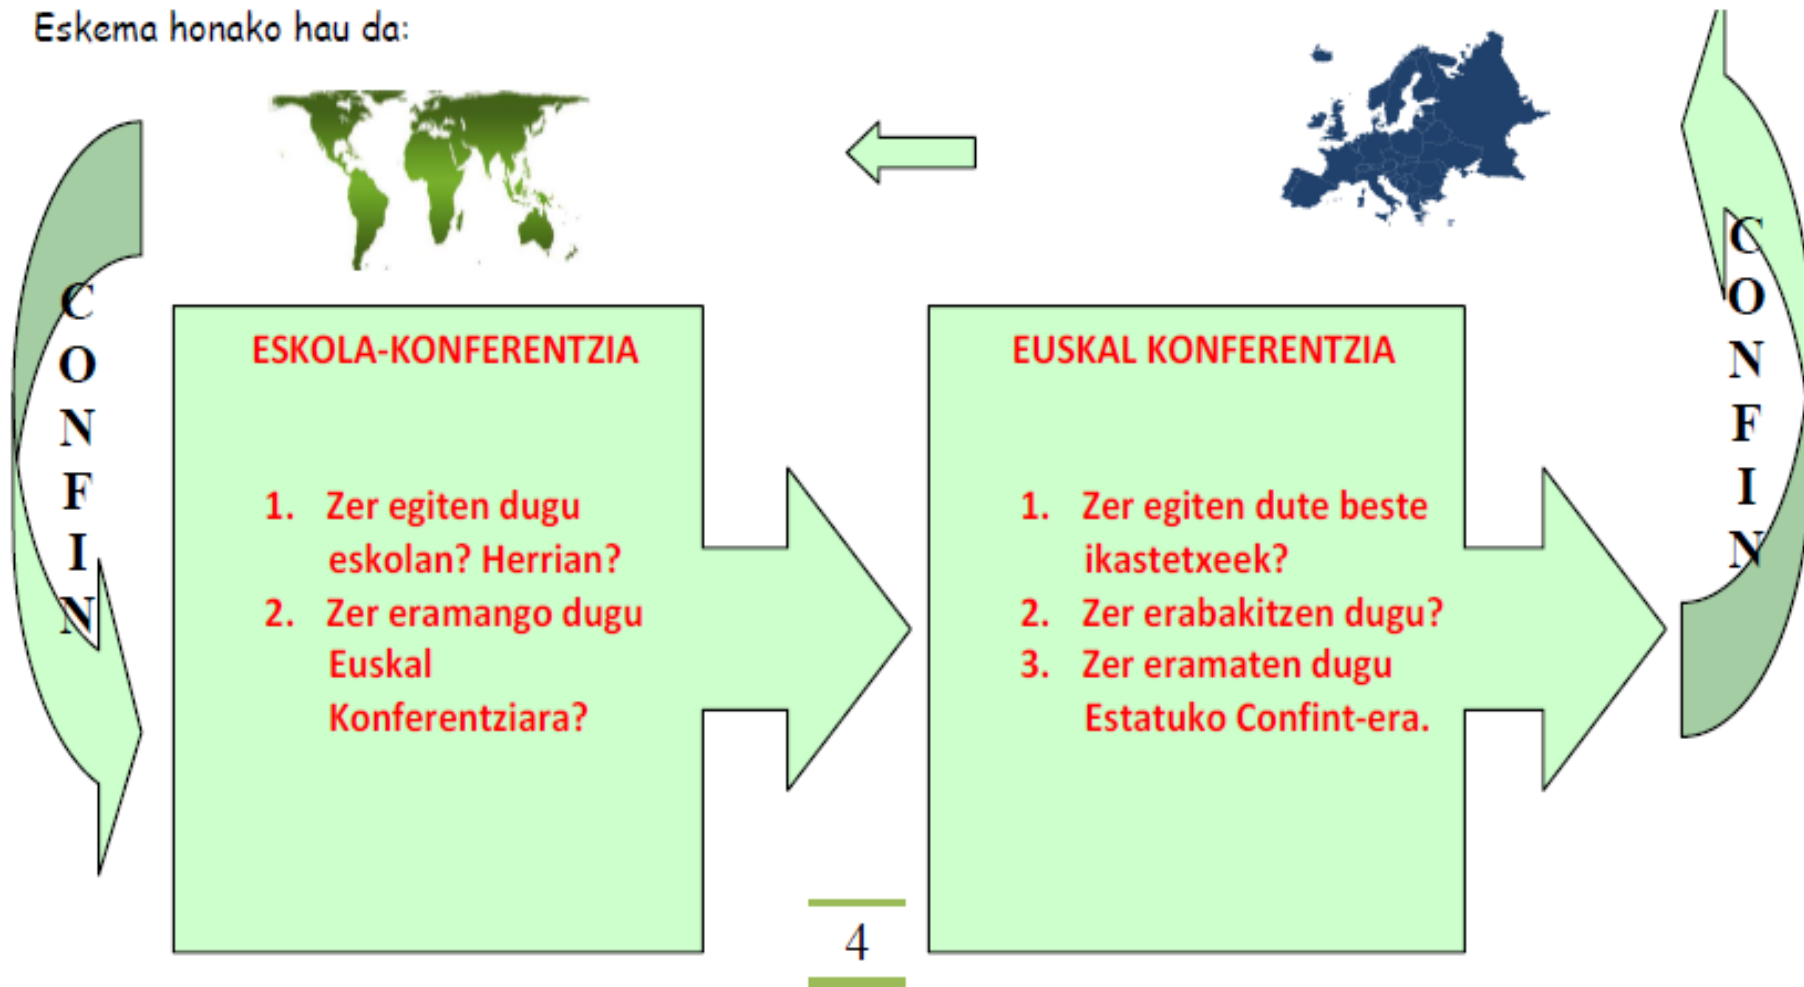 Eskema honako hau da:
CONFIN
ESKOLA-KONFERENTZIA
1. Zer egiten dugu
eskolan? Herrian?
2. Zer eramango dugu
Euskal
Konferentziara?
EUSKAL KONFERENTZIA
1. Zer egiten dute beste
ikastetxeek?
2. Zer erabakitzen dugu?
3. Zer eramaten dugu
Estatuko Confint-era.
CONFIN
4